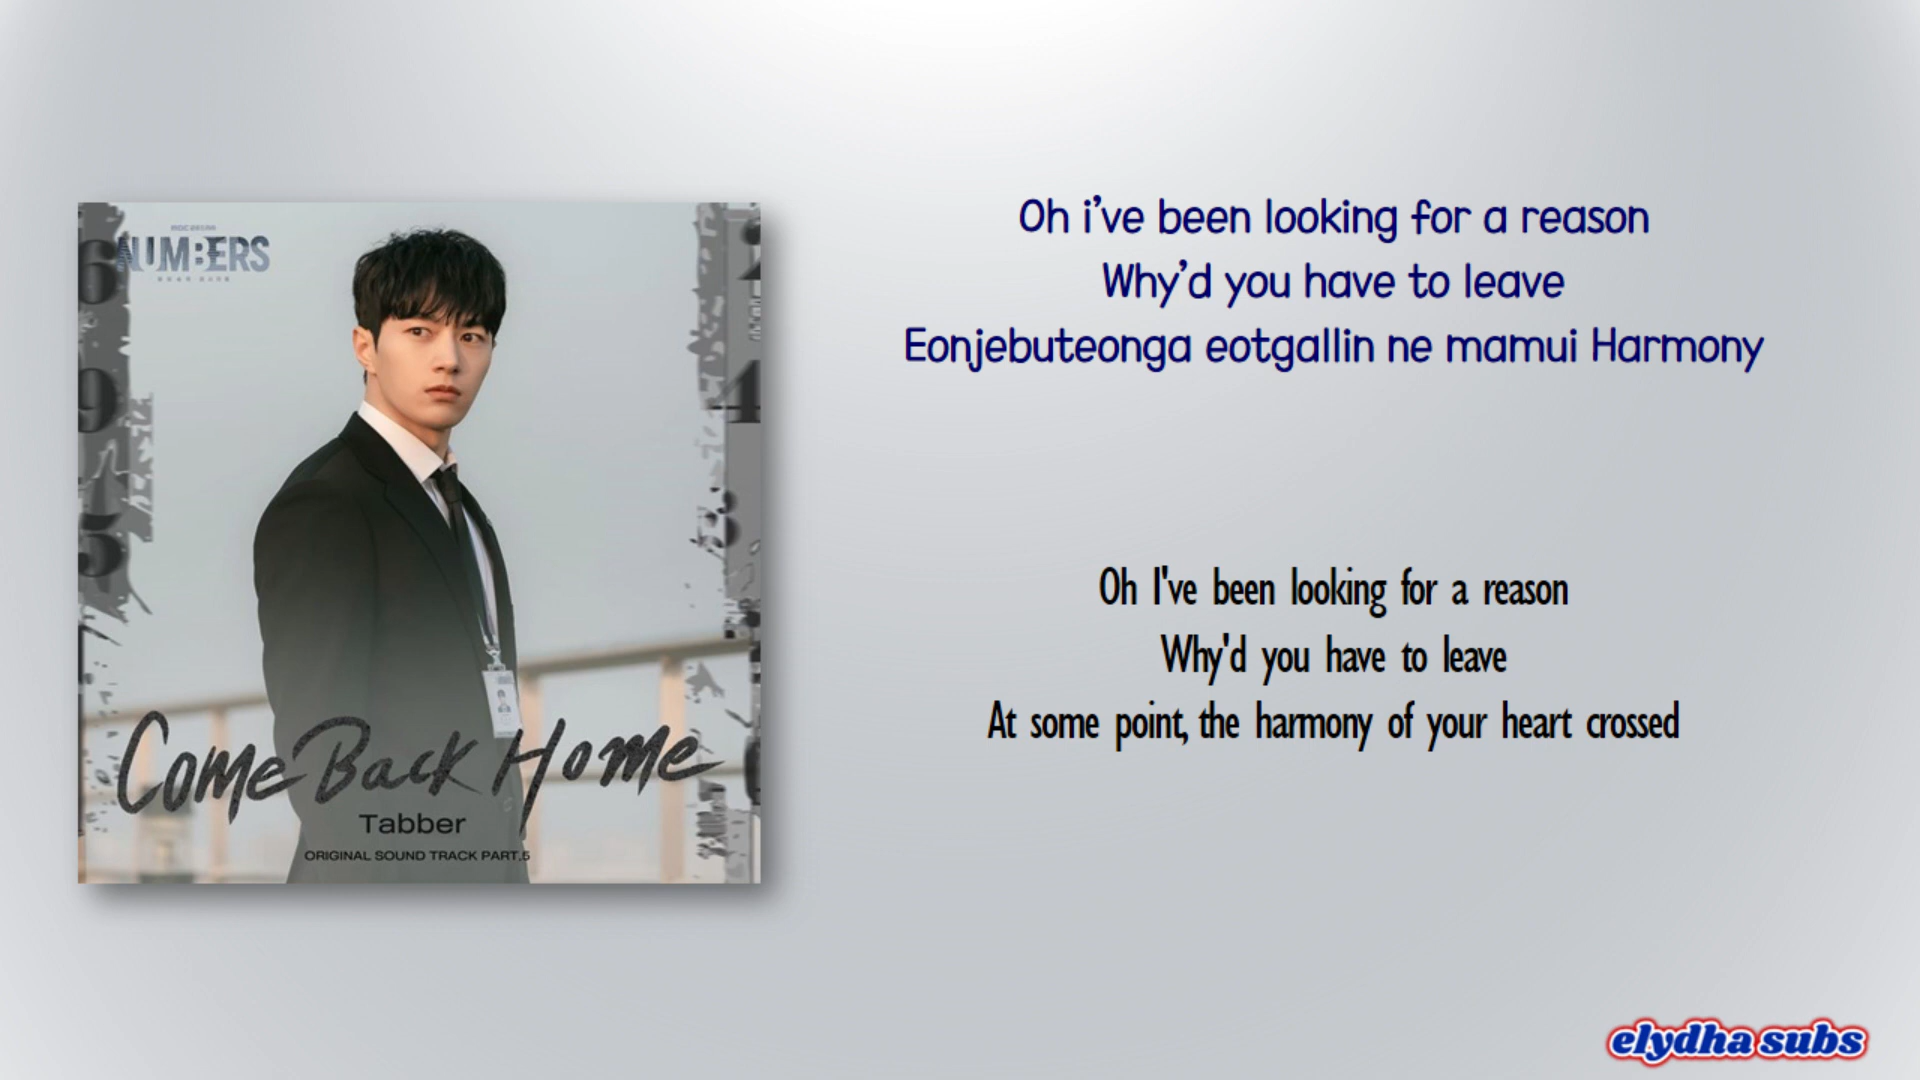 NUMBERS
Come Back Home
Tabber
ORIGINAL SOUND TRACK PART.5
Oh i’ve been looking for a reason
Why’d you have to leave
Eonjebuteonga eotgallin ne mamui Harmony
Oh I've been looking for a reason
Why'd you have to leave
At some point, the harmony of your heart crossed
elydha subs